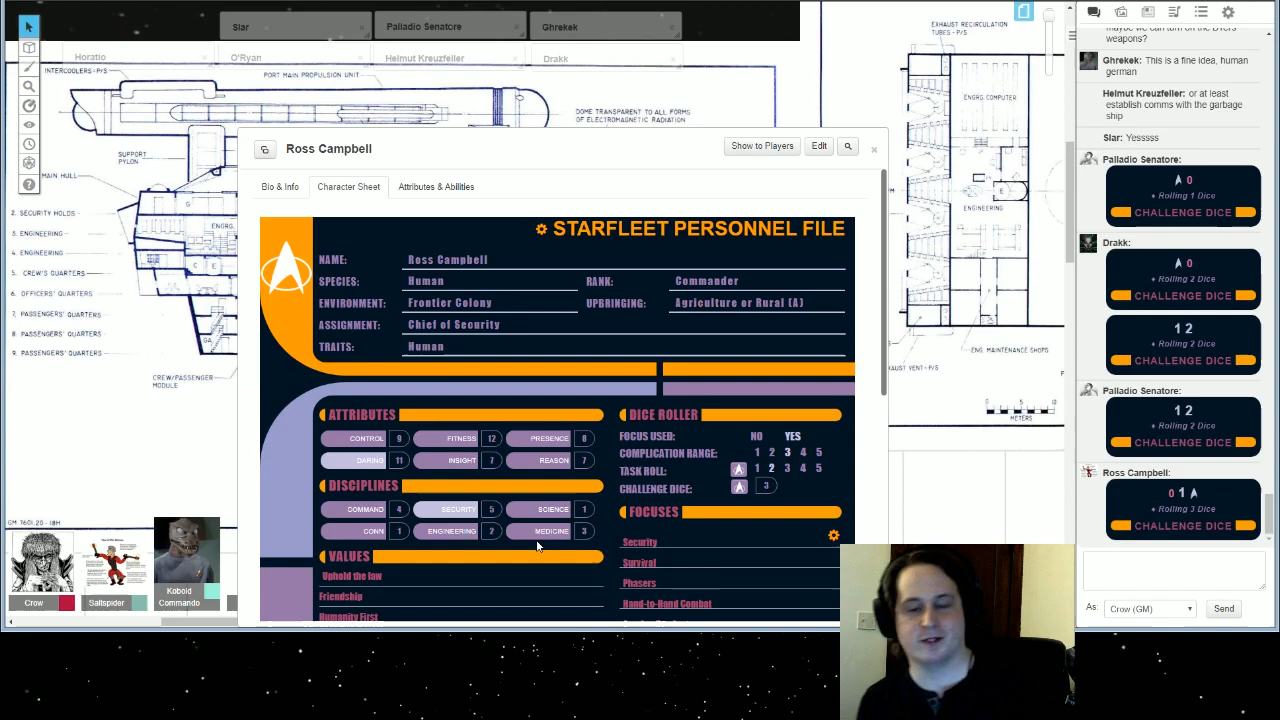 Slar
Palladio Senatore
Ghrekek
Horatio
O'Ryan
Helmut Kreuzfeller
Drakk
INTERCOOLERS-P/S
PORT MAIN PROPULSION UNIT
DOME TRANSPARENT TO ALL FORMS
OF ELECTROMAGNETIC RADIATION
SUPPORT
PYLON
MAIN HULL
2. SECURITY HOLDS
3. ENGINEERING
4. ENGINEERING
5. CREW'S QUARTERS
6. OFFICERS' QUARTERS
7. PASSENGERS' QUARTERS
8. PASSENGERS' QUARTERS
9. PASSENGERS' QUARTERS
ENGRG.
G
C
E
GA
CREW/PASSENGER
MODULE
GM 7601.20-18H
Crow
Saltspider
Kobold
Commando
Ross Campbell
Show to Players
Edit
Bio & Info
Character Sheet
Attributes & Abilities
STARFLEET PERSONNEL FILE
NAME: Ross Campbell
SPECIES: Human RANK: Commander
ENVIRONMENT: Frontier Colony UPBRINGING: Agriculture or Rural (A)
ASSIGNMENT: Chief of Security
TRAITS: Human
ATTRIBUTES
CONTROL 9 FITNESS 12 PRESENCE 8
DARING 11 INSIGHT 7 REASON 7
DISCIPLINES
COMMAND 4 SECURITY 5 SCIENCE 1
CONN 1 ENGINEERING 2 MEDICINE 3
VALUES
Uphold the law
Friendship
Humanity First
DICE ROLLER
FOCUS USED: NO YES
COMPLICATION RANGE: 1 2 3 4 5
TASK ROLL: 1 2 3 4 5
CHALLENGE DICE: 3
FOCUSES
Security
Survival
Phasers
Hand-to-Hand Combat
EXHAUST RECIRCULATION
TUBES - P/S
ENGRG COMPUTER
E
ENGINEERING
ENG. MAINTENANCE SHOPS
VENT-P/S
0 5 10
METERS
maybe we can turn on the
weapons?
Ghrekek: This is a fine idea, human
german
Helmut Kreuzfeller: or at least
establish comms with the garbage
ship
Slar: Yesssss
Palladio Senatore:
0
Rolling 1 Dice
CHALLENGE DICE
Drakk:
0
Rolling 2 Dice
CHALLENGE DICE
1 2
Rolling 2 Dice
CHALLENGE DICE
Palladio Senatore:
1 2
Rolling 2 Dice
CHALLENGE DICE
Ross Campbell:
0 1
Rolling 3 Dice
CHALLENGE DICE
As: Crow (GM) Send